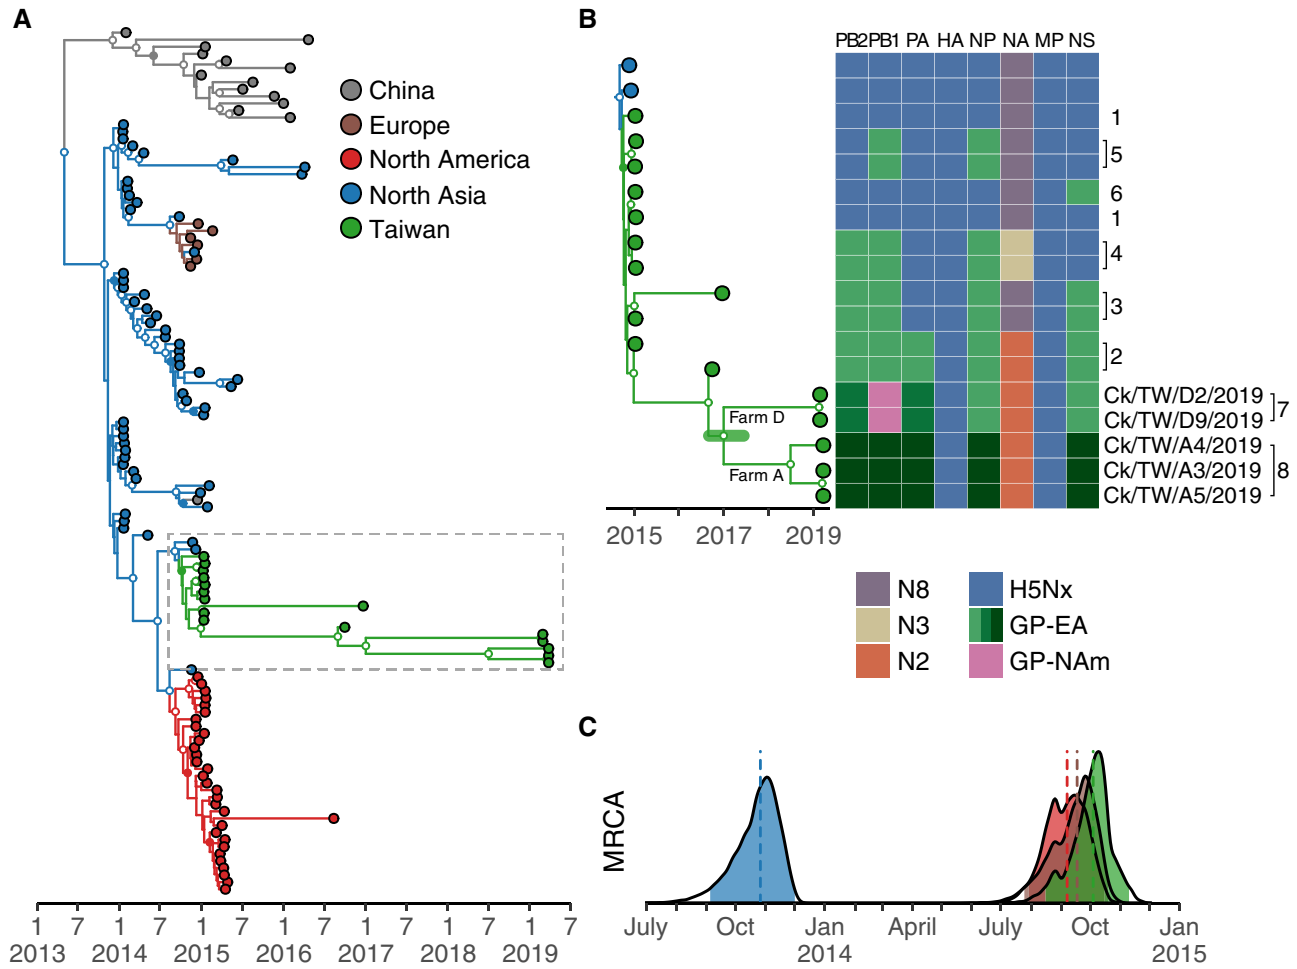 A
China
Europe
North America
North Asia
Taiwan
1 7 1 7 1 7 1 7 1 7 1 7 1 7
2013 2014 2015 2016 2017 2018 2019
B
PB2 PB1 PA HA NP NA MP NS
1
5
6
1
4
3
2
Ck/TW/D2/2019
Ck/TW/D9/2019
7
Ck/TW/A4/2019
Ck/TW/A3/2019
Ck/TW/A5/2019
8
Farm D
Farm A
2015 2017 2019
N8 H5Nx
N3 GP-EA
N2 GP-NAm
C
MRCA
July Oct Jan April July Oct Jan
2014 2015